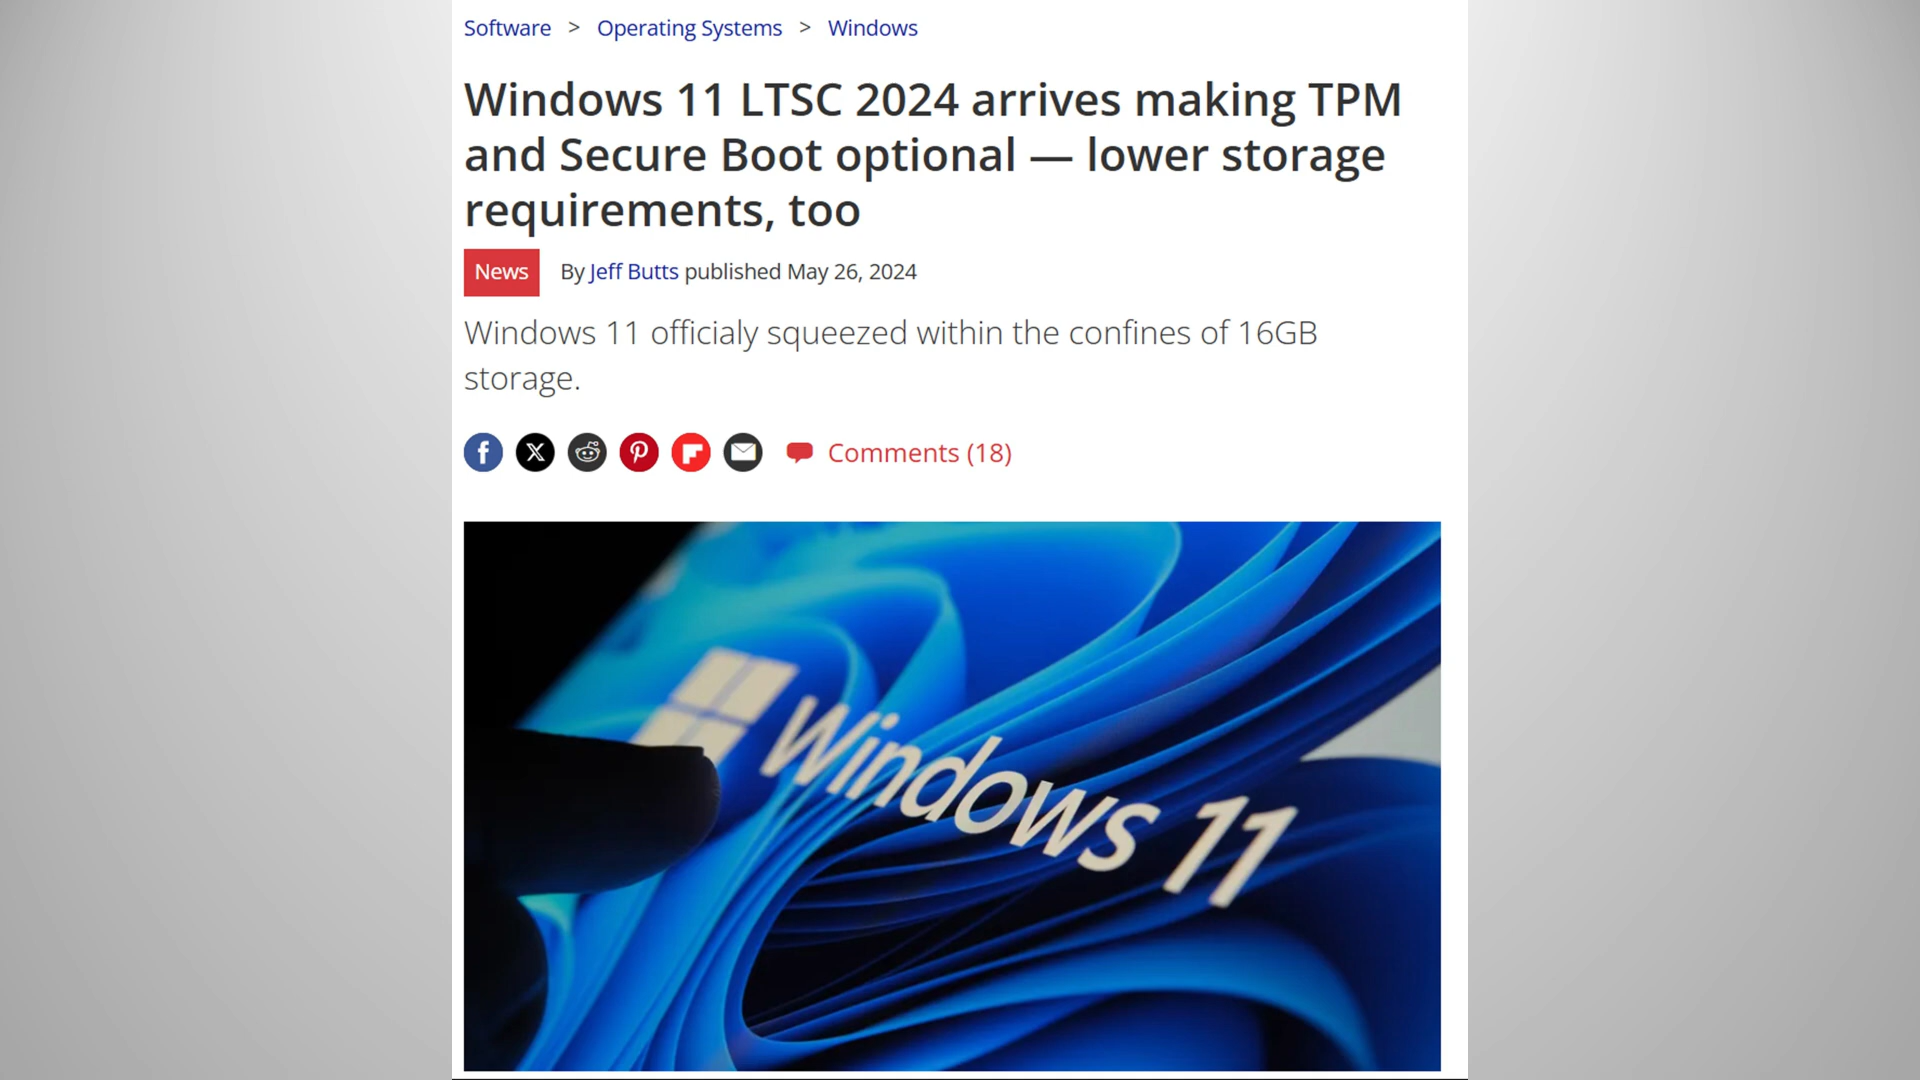 Software > Operating Systems > Windows
Windows 11 LTSC 2024 arrives making TPM
and Secure Boot optional — lower storage
requirements, too
News By Jeff Butts published May 26, 2024
Windows 11 officialy squeezed within the confines of 16GB
storage.
Comments (18)
Windows 11